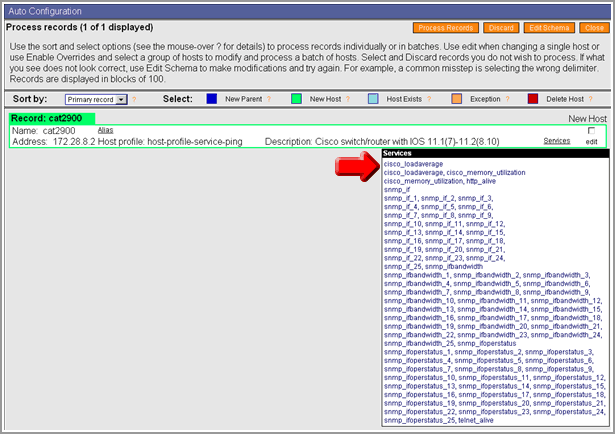 Auto Configuration
Process records (1 of 1 displayed)
Process Records
Discard
Edit Schema
Close
Use the sort and select options (see the mouse-over ? for details) to process records individually or in batches. Use edit when changing a single host or
use Enable Overrides and select a group of hosts to modify and process a batch of hosts. Select and Discard records you do not wish to process. If what
you see does not look correct, use Edit Schema to make modifications and try again. For example, a common misstep is selecting the wrong delimiter.
Records are displayed in blocks of 100.
Sort by: Primary record ? Select: New Parent ? New Host ? Host Exists ? Exception ? Delete Host ?
Record: cat2900 New Host
Name: cat2900 Alias
Address: 172.28.8.2 Host profile: host-profile-service-ping Description: Cisco switch/router with IOS 11.1(7)-11.2(8.10) Services edit
Services
cisco_loadaverage
cisco_loadaverage, cisco_memory_utilization
cisco_memory_utilization, http_alive
snmp_if
snmp_if_1, snmp_if_2, snmp_if_3,
snmp_if_4, snmp_if_5, snmp_if_6,
snmp_if_7, snmp_if_8, snmp_if_9,
snmp_if_10, snmp_if_11, snmp_if_12,
snmp_if_13, snmp_if_14, snmp_if_15,
snmp_if_16, snmp_if_17, snmp_if_18,
snmp_if_19, snmp_if_20, snmp_if_21,
snmp_if_22, snmp_if_23, snmp_if_24,
snmp_if_25, snmp_ifbandwidth
snmp_ifbandwidth_1, snmp_ifbandwidth_2, snmp_ifbandwidth_3,
snmp_ifbandwidth_4, snmp_ifbandwidth_5, snmp_ifbandwidth_6,
snmp_ifbandwidth_7, snmp_ifbandwidth_8, snmp_ifbandwidth_9,
snmp_ifbandwidth_10, snmp_ifbandwidth_11, snmp_ifbandwidth_12,
snmp_ifbandwidth_13, snmp_ifbandwidth_14, snmp_ifbandwidth_15,
snmp_ifbandwidth_16, snmp_ifbandwidth_17, snmp_ifbandwidth_18,
snmp_ifbandwidth_19, snmp_ifbandwidth_20, snmp_ifbandwidth_21,
snmp_ifbandwidth_22, snmp_ifbandwidth_23, snmp_ifbandwidth_24,
snmp_ifbandwidth_25, snmp_ifoperstatus
snmp_ifoperstatus_1, snmp_ifoperstatus_2, snmp_ifoperstatus_3,
snmp_ifoperstatus_4, snmp_ifoperstatus_5, snmp_ifoperstatus_6,
snmp_ifoperstatus_7, snmp_ifoperstatus_8, snmp_ifoperstatus_9,
snmp_ifoperstatus_10, snmp_ifoperstatus_11, snmp_ifoperstatus_12,
snmp_ifoperstatus_13, snmp_ifoperstatus_14, snmp_ifoperstatus_15,
snmp_ifoperstatus_16, snmp_ifoperstatus_17, snmp_ifoperstatus_18,
snmp_ifoperstatus_19, snmp_ifoperstatus_20, snmp_ifoperstatus_21,
snmp_ifoperstatus_22, snmp_ifoperstatus_23, snmp_ifoperstatus_24,
snmp_ifoperstatus_25, telnet_alive